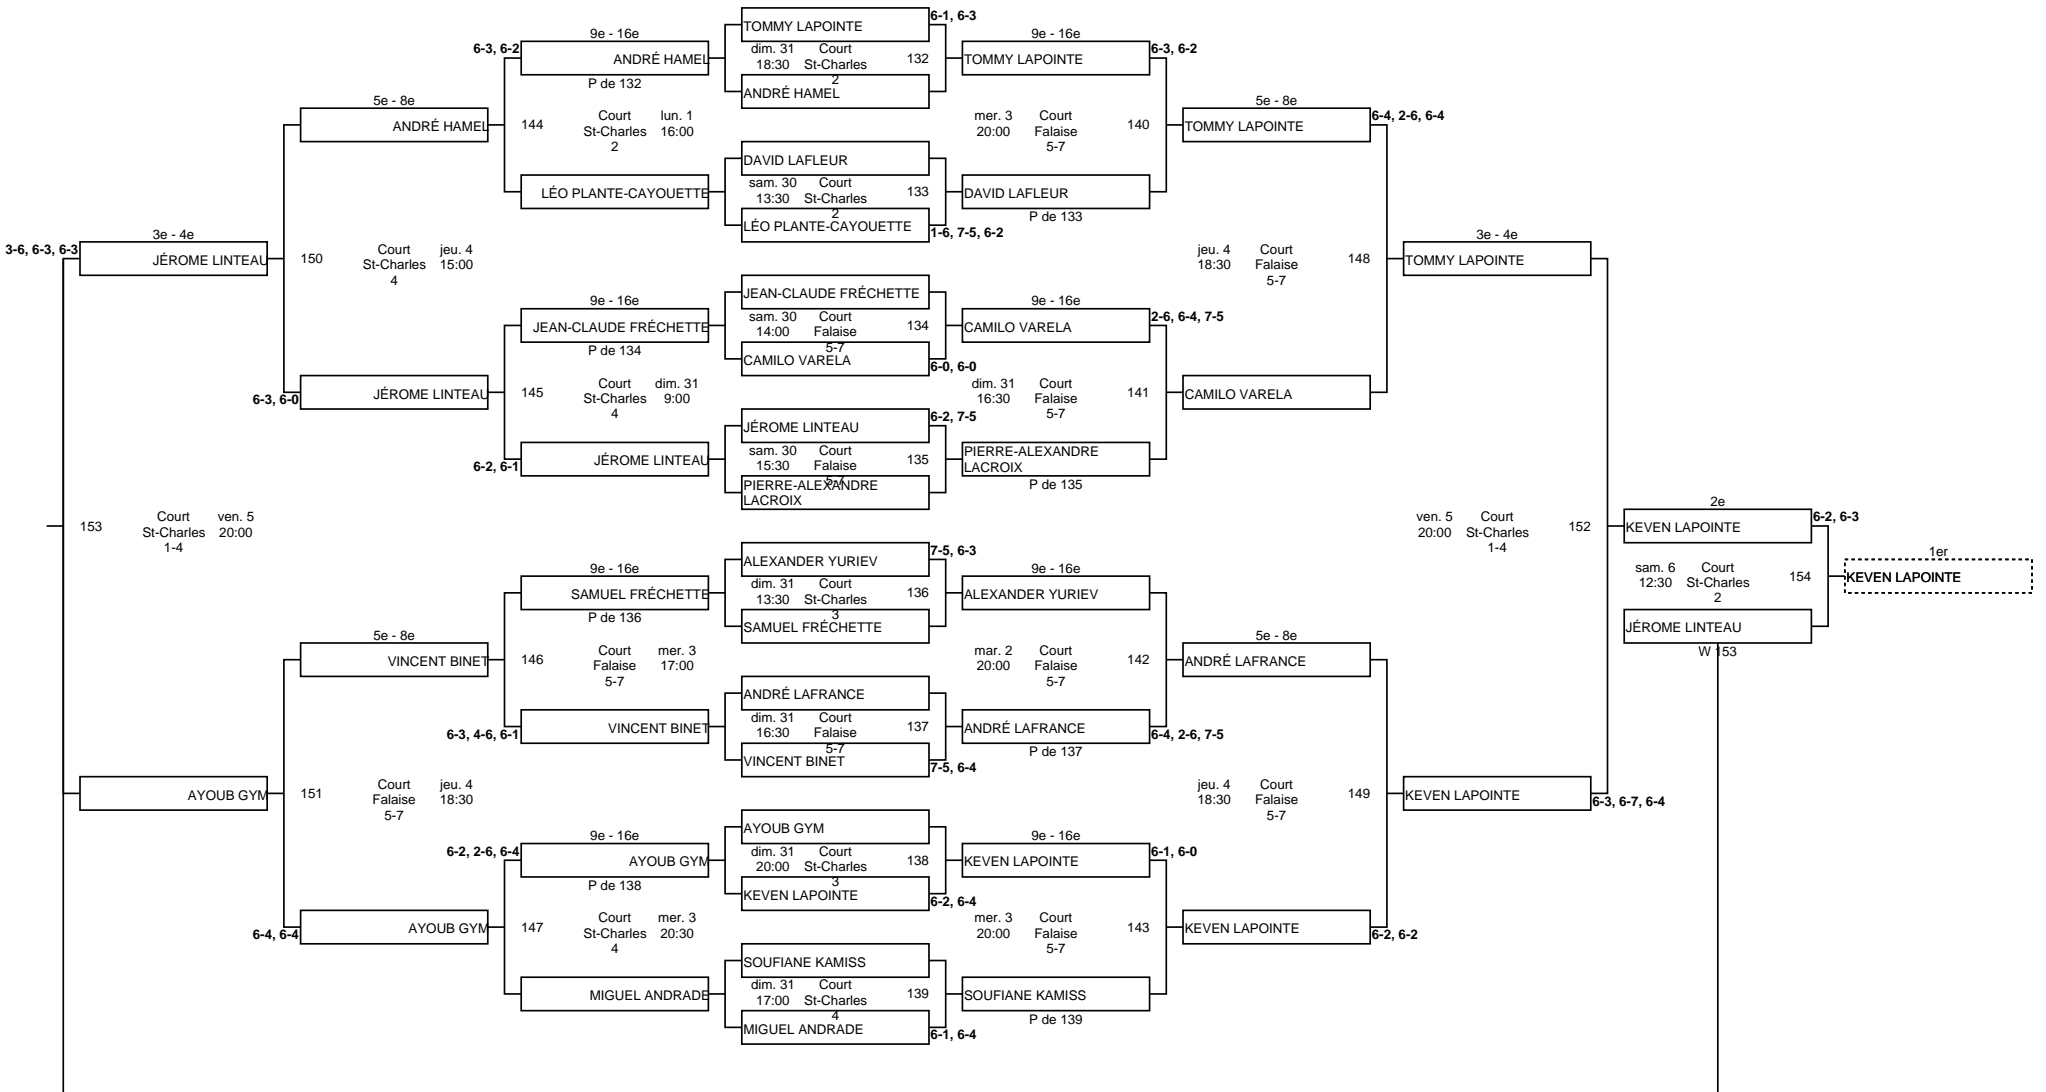 TOMMY LAPOINTE
6-1, 6-3
9e - 16e
6-3, 6-2
ANDRÉ HAMEL
P de 132
dim. 31
18:30
Court
St-Charles
2
132
ANDRÉ HAMEL
9e - 16e
TOMMY LAPOINTE
6-3, 6-2
5e - 8e
ANDRÉ HAMEL
144
Court
St-Charles
2
lun. 1
16:00
mer. 3
20:00
Court
Falaise
5-7
140
5e - 8e
TOMMY LAPOINTE
6-4, 2-6, 6-4
DAVID LAFLEUR
LÉO PLANTE-CAYOUETTE
sam. 30
13:30
Court
St-Charles
2
133
LÉO PLANTE-CAYOUETTE
1-6, 7-5, 6-2
DAVID LAFLEUR
P de 133
3-6, 6-3, 6-3
3e - 4e
JÉROME LINTEAU
150
Court
St-Charles
4
jeu. 4
15:00
jeu. 4
18:30
Court
Falaise
5-7
148
3e - 4e
TOMMY LAPOINTE
JEAN-CLAUDE FRÉCHETTE
9e - 16e
JEAN-CLAUDE FRÉCHETTE
P de 134
sam. 30
14:00
Court
Falaise
5-7
134
CAMILO VARELA
6-0, 6-0
9e - 16e
CAMILO VARELA
2-6, 6-4, 7-5
6-3, 6-0
JÉROME LINTEAU
145
Court
St-Charles
4
dim. 31
9:00
dim. 31
16:30
Court
Falaise
5-7
141
CAMILO VARELA
JÉROME LINTEAU
6-2, 7-5
6-2, 6-1
JÉROME LINTEAU
sam. 30
15:30
Court
Falaise
5-7
135
PIERRE-ALEXANDRE
LACROIX
PIERRE-ALEXANDRE
LACROIX
P de 135
153
Court
St-Charles
1-4
ven. 5
20:00
ven. 5
20:00
Court
St-Charles
1-4
152
2e
KEVEN LAPOINTE
6-2, 6-3
sam. 6
12:30
Court
St-Charles
2
154
1er
KEVEN LAPOINTE
JÉROME LINTEAU
W 153
ALEXANDER YURIEV
7-5, 6-3
9e - 16e
SAMUEL FRÉCHETTE
P de 136
dim. 31
13:30
Court
St-Charles
3
136
SAMUEL FRÉCHETTE
9e - 16e
ALEXANDER YURIEV
5e - 8e
VINCENT BINET
146
Court
Falaise
5-7
mer. 3
17:00
mar. 2
20:00
Court
Falaise
5-7
142
5e - 8e
ANDRÉ LAFRANCE
ANDRÉ LAFRANCE
6-3, 4-6, 6-1
VINCENT BINET
dim. 31
16:30
Court
Falaise
5-7
137
VINCENT BINET
7-5, 6-4
ANDRÉ LAFRANCE
P de 137
6-4, 2-6, 7-5
AYOUB GYM
151
Court
Falaise
5-7
jeu. 4
18:30
jeu. 4
18:30
Court
Falaise
5-7
149
KEVEN LAPOINTE
6-3, 6-7, 6-4
AYOUB GYM
6-2, 2-6, 6-4
9e - 16e
AYOUB GYM
P de 138
dim. 31
20:00
Court
St-Charles
3
138
KEVEN LAPOINTE
6-2, 6-4
9e - 16e
KEVEN LAPOINTE
6-1, 6-0
6-4, 6-4
AYOUB GYM
147
Court
St-Charles
4
mer. 3
20:30
mer. 3
20:00
Court
Falaise
5-7
143
KEVEN LAPOINTE
6-2, 6-2
SOUFIANE KAMISS
MIGUEL ANDRADE
dim. 31
17:00
Court
St-Charles
4
139
MIGUEL ANDRADE
6-1, 6-4
SOUFIANE KAMISS
P de 139